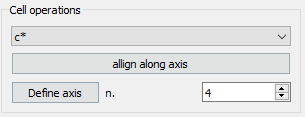 Cell operations
c*
allign along axis
Define axis n. 4